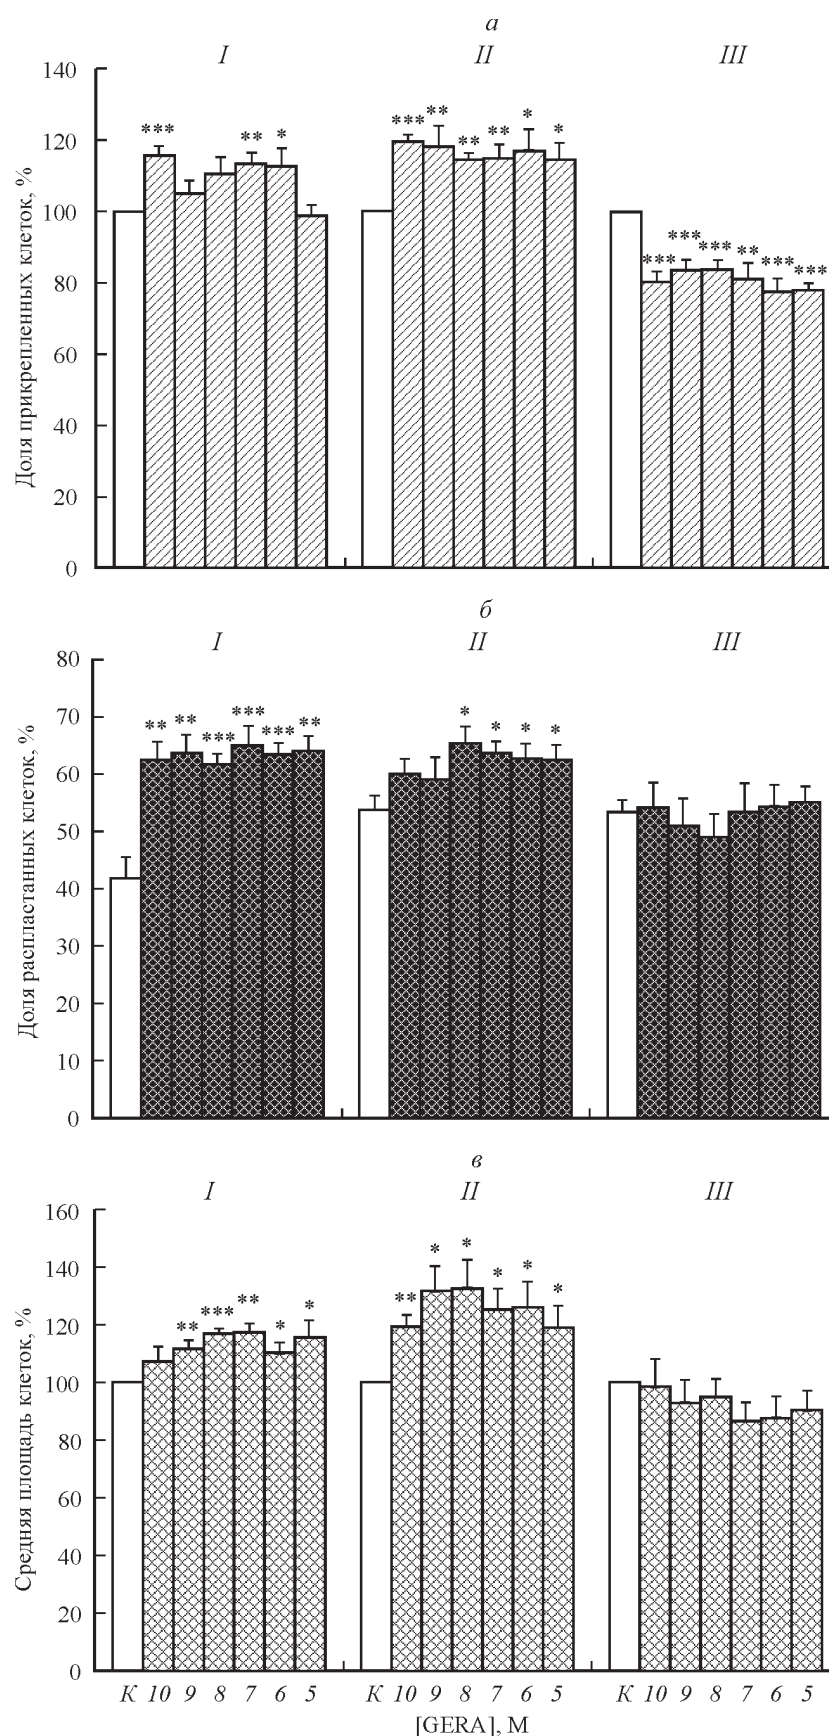 а
I II III
Доля прикрепленных клеток, %
140
120
100
80
60
40
20
0
*** ** *
*** ** ** ** * *
*** *** *** ** *** ***
б
I II III
Доля распластанных клеток, %
80
70
60
50
40
30
20
10
0
** ** *** *** *** **
* * * *
в
I II III
Средняя площадь клеток, %
160
140
120
100
80
60
40
20
0
** *** ** * *
** * * * * *
К 10 9 8 7 6 5 К 10 9 8 7 6 5 К 10 9 8 7 6 5
[GERA], М